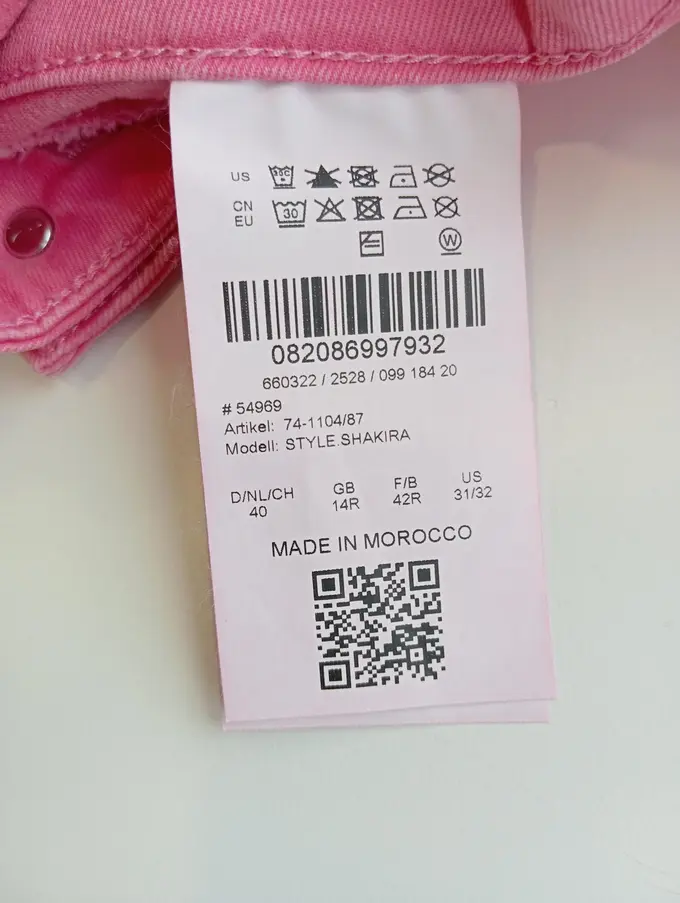 US 30C
CN
EU 30
W
082086997932
660322 / 2528 / 099 184 20
# 54969
Artikel: 74-1104/87
Modell: STYLE.SHAKIRA
D/NL/CH GB F/B US
40 14R 42R 31/32
MADE IN MOROCCO